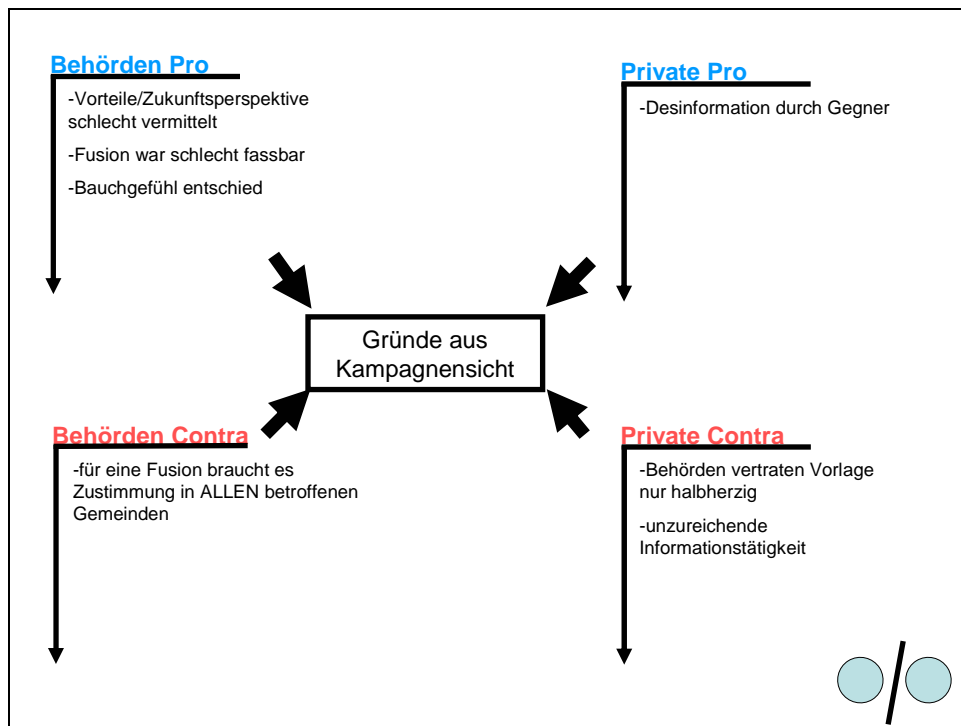 Behörden Pro
-Vorteile/Zukunftsperspektive
schlecht vermittelt
-Fusion war schlecht fassbar
-Bauchgefühl entschied
Private Pro
-Desinformation durch Gegner
Gründe aus
Kampagnensicht
Behörden Contra
-für eine Fusion braucht es
Zustimmung in ALLEN betroffenen
Gemeinden
Private Contra
-Behörden vertraten Vorlage
nur halbherzig
-unzureichende
Informationstätigkeit